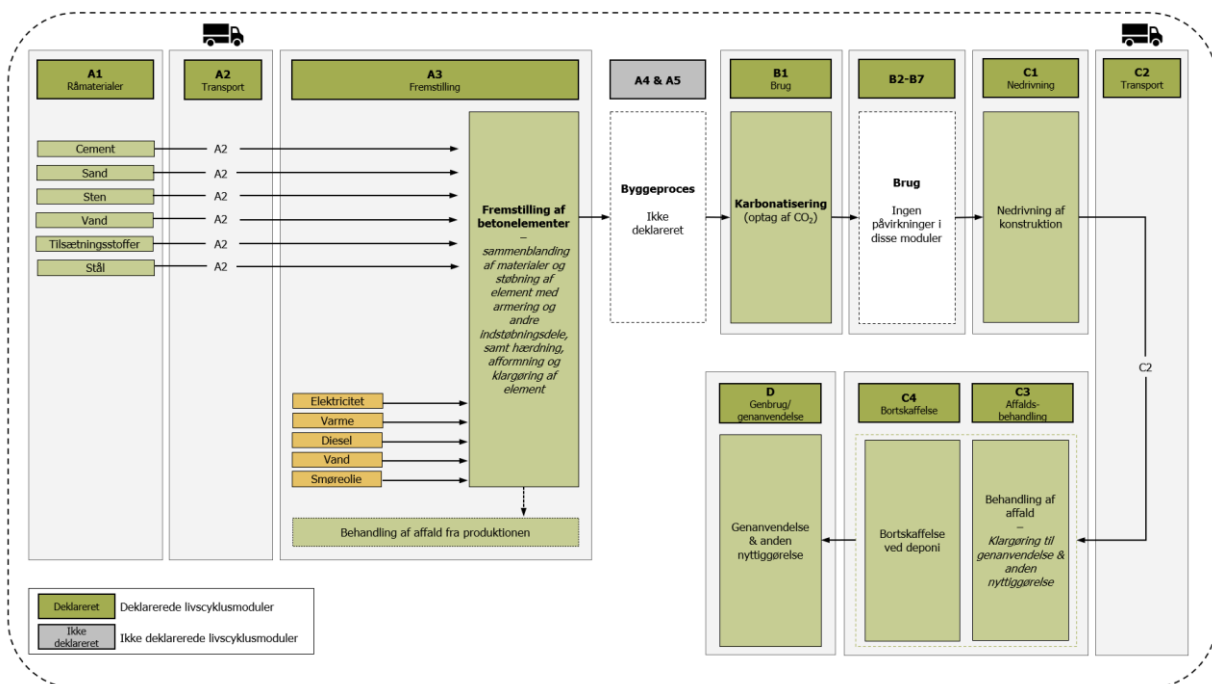 A1
Råmaterialer
A2
Transport
A3
Fremstilling
A4 & A5
B1
Brug
B2-B7
C1
Nedrivning
C2
Transport
Cement
A2
Sand
A2
Sten
A2
Vand
A2
Tilsætningsstoffer
A2
Stål
A2
Fremstilling af
betonelementer
–
sammenblanding
af materialer og
støbning af
element med
armering og
andre
indstøbningsdele,
samt hærdning,
afformning og
klargøring af
element
Elektricitet
Varme
Diesel
Vand
Smøreolie
Behandling af affald fra produktionen
Byggeproces
Ikke
deklareret
Karbonatisering
(optag af CO₂)
Brug
Ingen
påvirkninger i
disse moduler
Nedrivning af
konstruktion
C2
D
Genbrug/
genanvendelse
C4
Bortskaffelse
C3
Affalds-
behandling
Genanvendelse
& anden
nyttiggørelse
Bortskaffelse
ved deponi
Behandling af
affald
–
Klargøring til
genanvendelse &
anden
nyttiggørelse
Deklareret
Deklarerede livscyklusmoduler
Ikke
deklareret
Ikke deklarerede livscyklusmoduler